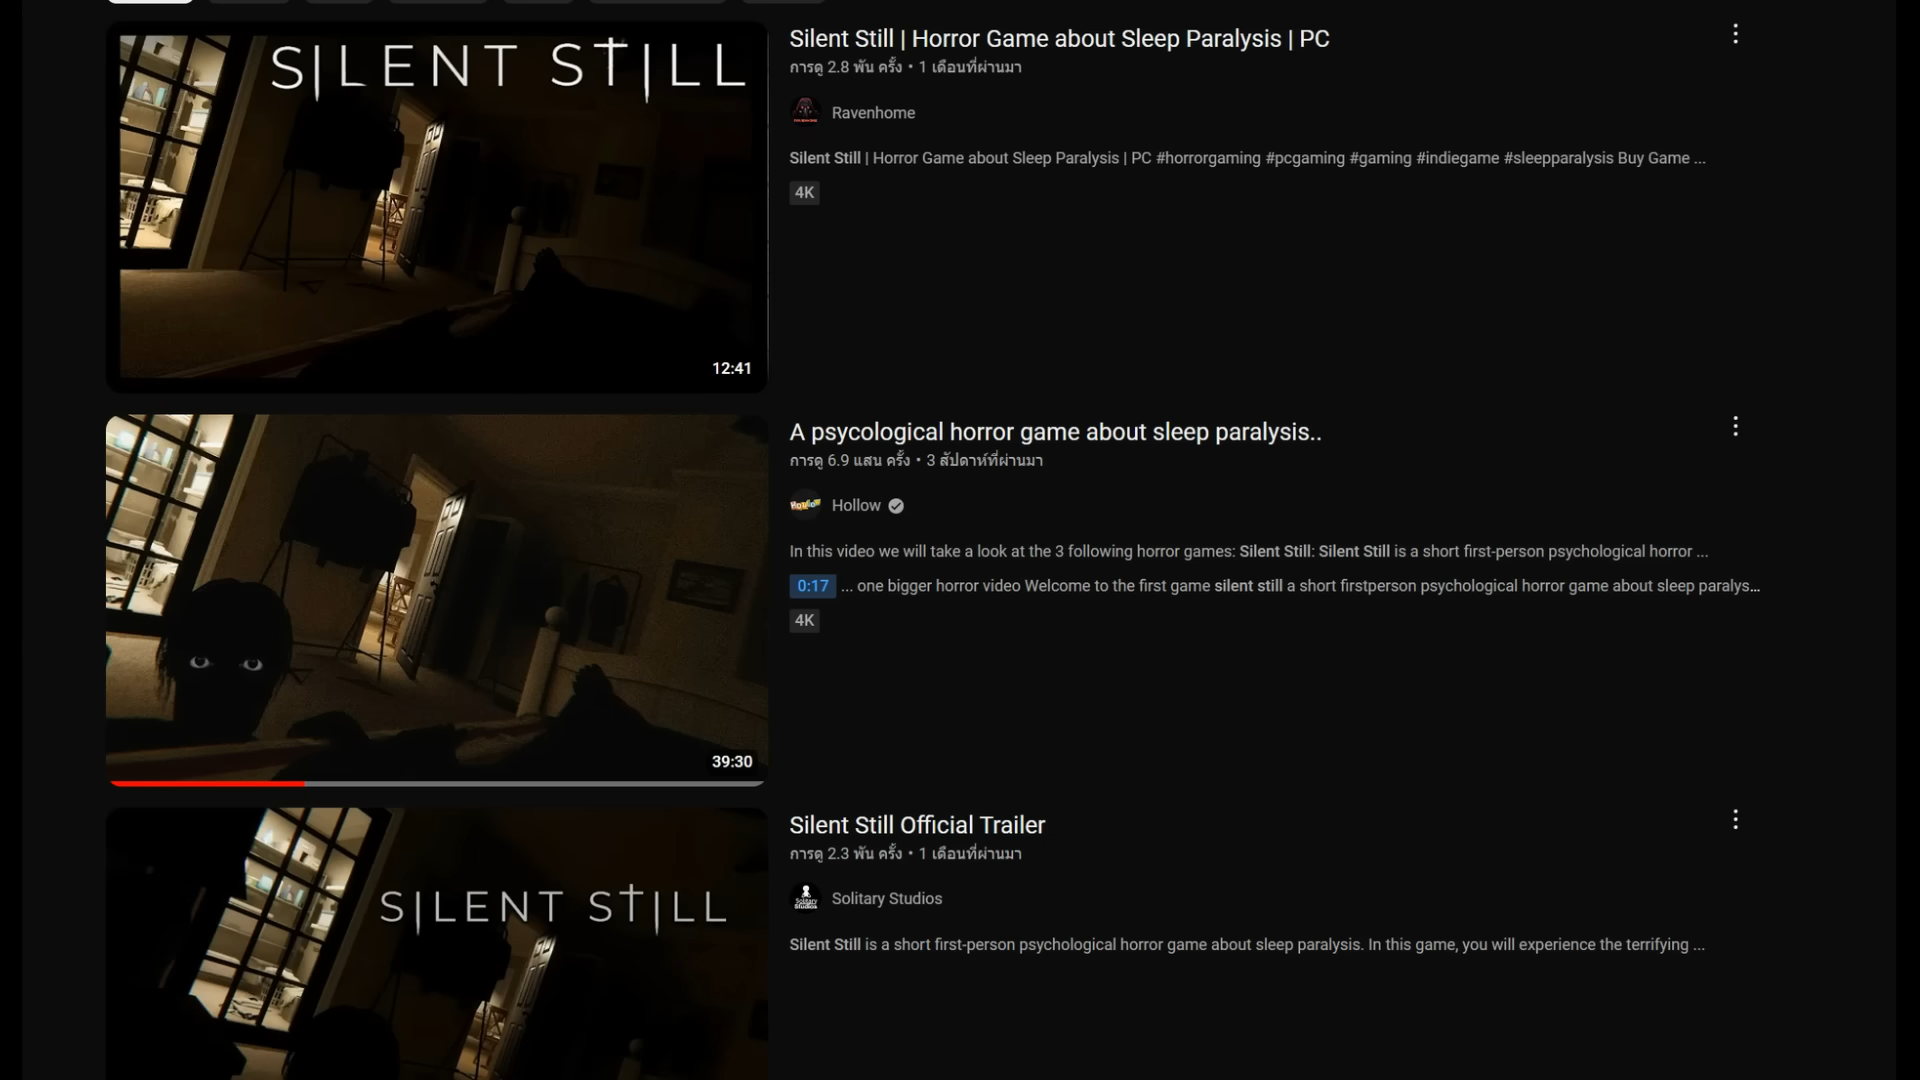 SILENT STILL
12:41
Silent Still | Horror Game about Sleep Paralysis | PC
การดู 2.8 พัน ครั้ง • 1 เดือนที่ผ่านมา
Ravenhome
Silent Still | Horror Game about Sleep Paralysis | PC #horrorgaming #pcgaming #gaming #indiegame #sleepparalysis Buy Game ...
4K
39:30
A psycological horror game about sleep paralysis..
การดู 6.9 แสน ครั้ง • 3 สัปดาห์ที่ผ่านมา
Hollow
In this video we will take a look at the 3 following horror games: Silent Still: Silent Still is a short first-person psychological horror ...
0:17 ... one bigger horror video Welcome to the first game silent still a short firstperson psychological horror game about sleep paralys...
4K
SILENT STILL
Silent Still Official Trailer
การดู 2.3 พัน ครั้ง • 1 เดือนที่ผ่านมา
Solitary Studios
Silent Still is a short first-person psychological horror game about sleep paralysis. In this game, you will experience the terrifying ...